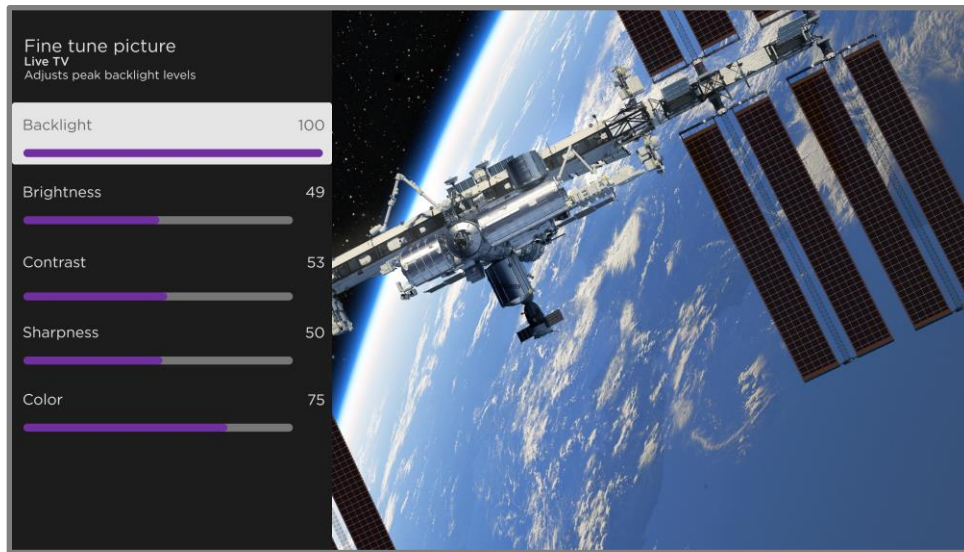 Fine tune picture
Live TV
Adjusts peak backlight levels
Backlight 100
Brightness 49
Contrast 53
Sharpness 50
Color 75